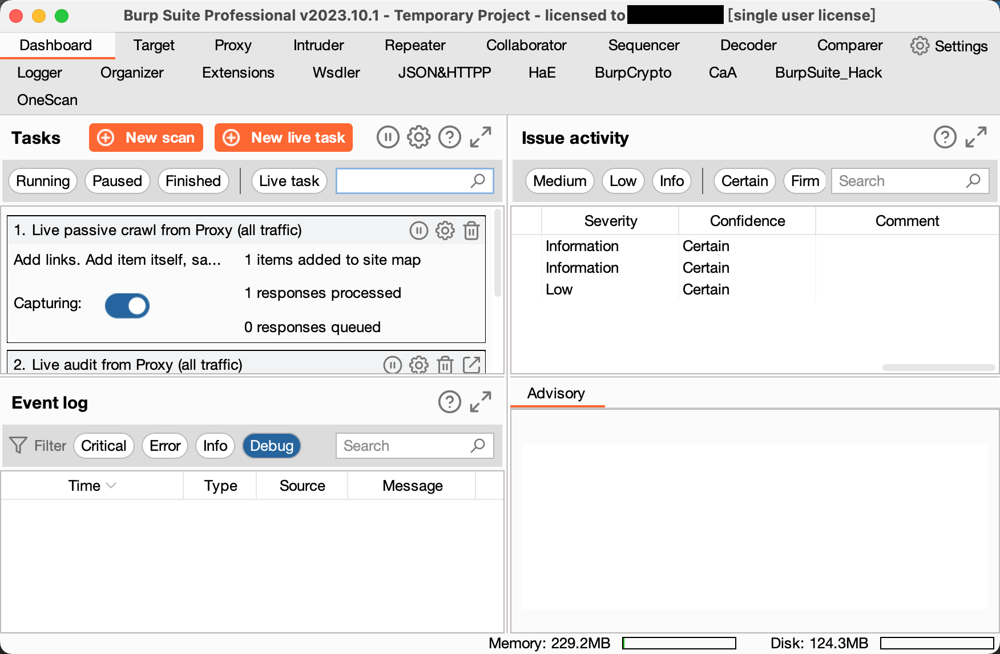 Burp Suite Professional v2023.10.1 - Temporary Project - licensed to [single user license]
Dashboard Target Proxy Intruder Repeater Collaborator Sequencer Decoder Comparer Settings
Logger Organizer Extensions Wsdler JSON&HTTPP HaE BurpCrypto CaA BurpSuite_Hack
OneScan
Tasks New scan New live task
Running Paused Finished Live task
1. Live passive crawl from Proxy (all traffic)
Add links. Add item itself, sa... 1 items added to site map
1 responses processed
Capturing:
0 responses queued
2. Live audit from Proxy (all traffic)
Issue activity
Medium Low Info Certain Firm Search
Severity Confidence Comment
Information Certain
Information Certain
Low Certain
Event log
Filter Critical Error Info Debug Search
Time Type Source Message
Advisory
Memory: 229.2MB Disk: 124.3MB